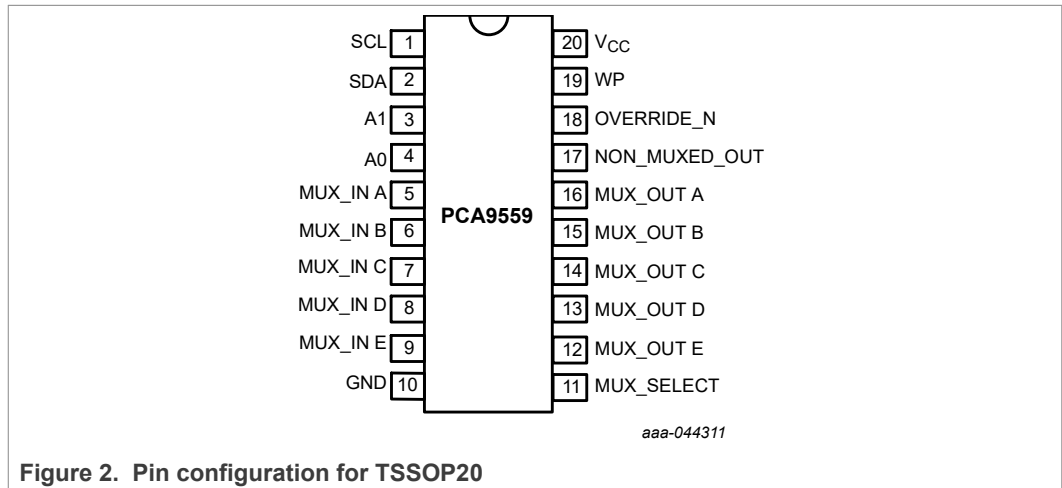 SCL 1 20 VCC
SDA 2 19 WP
A1 3 18 OVERRIDE_N
A0 4 17 NON_MUXED_OUT
MUX_IN A 5 16 MUX_OUT A
PCA9559
MUX_IN B 6 15 MUX_OUT B
MUX_IN C 7 14 MUX_OUT C
MUX_IN D 8 13 MUX_OUT D
MUX_IN E 9 12 MUX_OUT E
GND 10 11 MUX_SELECT
aaa-044311
Figure 2. Pin configuration for TSSOP20